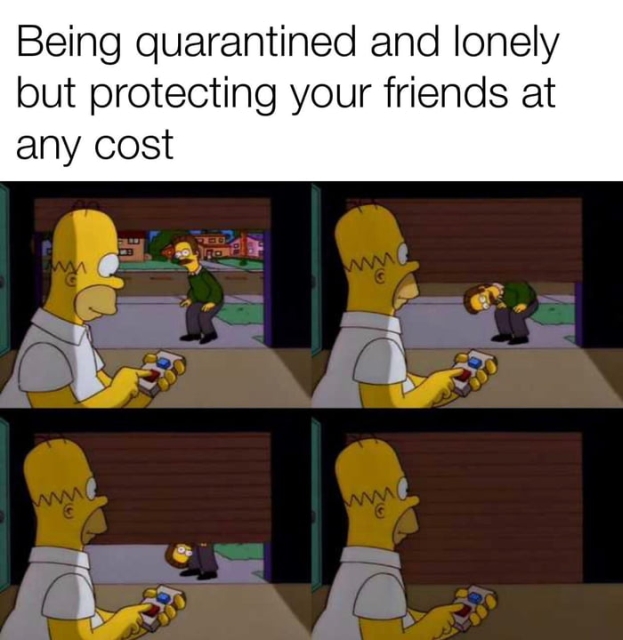 Being quarantined and lonely
but protecting your friends at
any cost